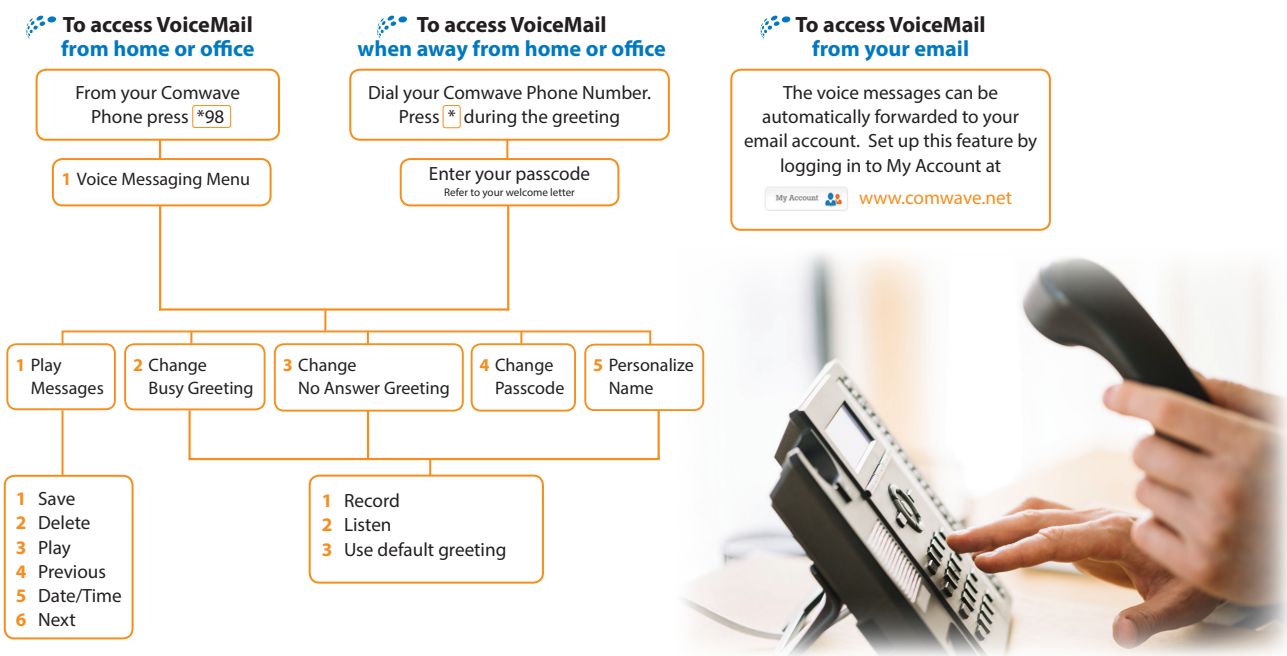 To access VoiceMail
from home or office
From your Comwave
Phone press *98
1 Voice Messaging Menu
To access VoiceMail
when away from home or office
Dial your Comwave Phone Number.
Press * during the greeting
Enter your passcode
Refer to your welcome letter
To access VoiceMail
from your email
The voice messages can be
automatically forwarded to your
email account. Set up this feature by
logging in to My Account at
My Account www.comwave.net
1 Play
Messages
2 Change
Busy Greeting
3 Change
No Answer Greeting
4 Change
Passcode
5 Personalize
Name
1 Save
2 Delete
3 Play
4 Previous
5 Date/Time
6 Next
1 Record
2 Listen
3 Use default greeting